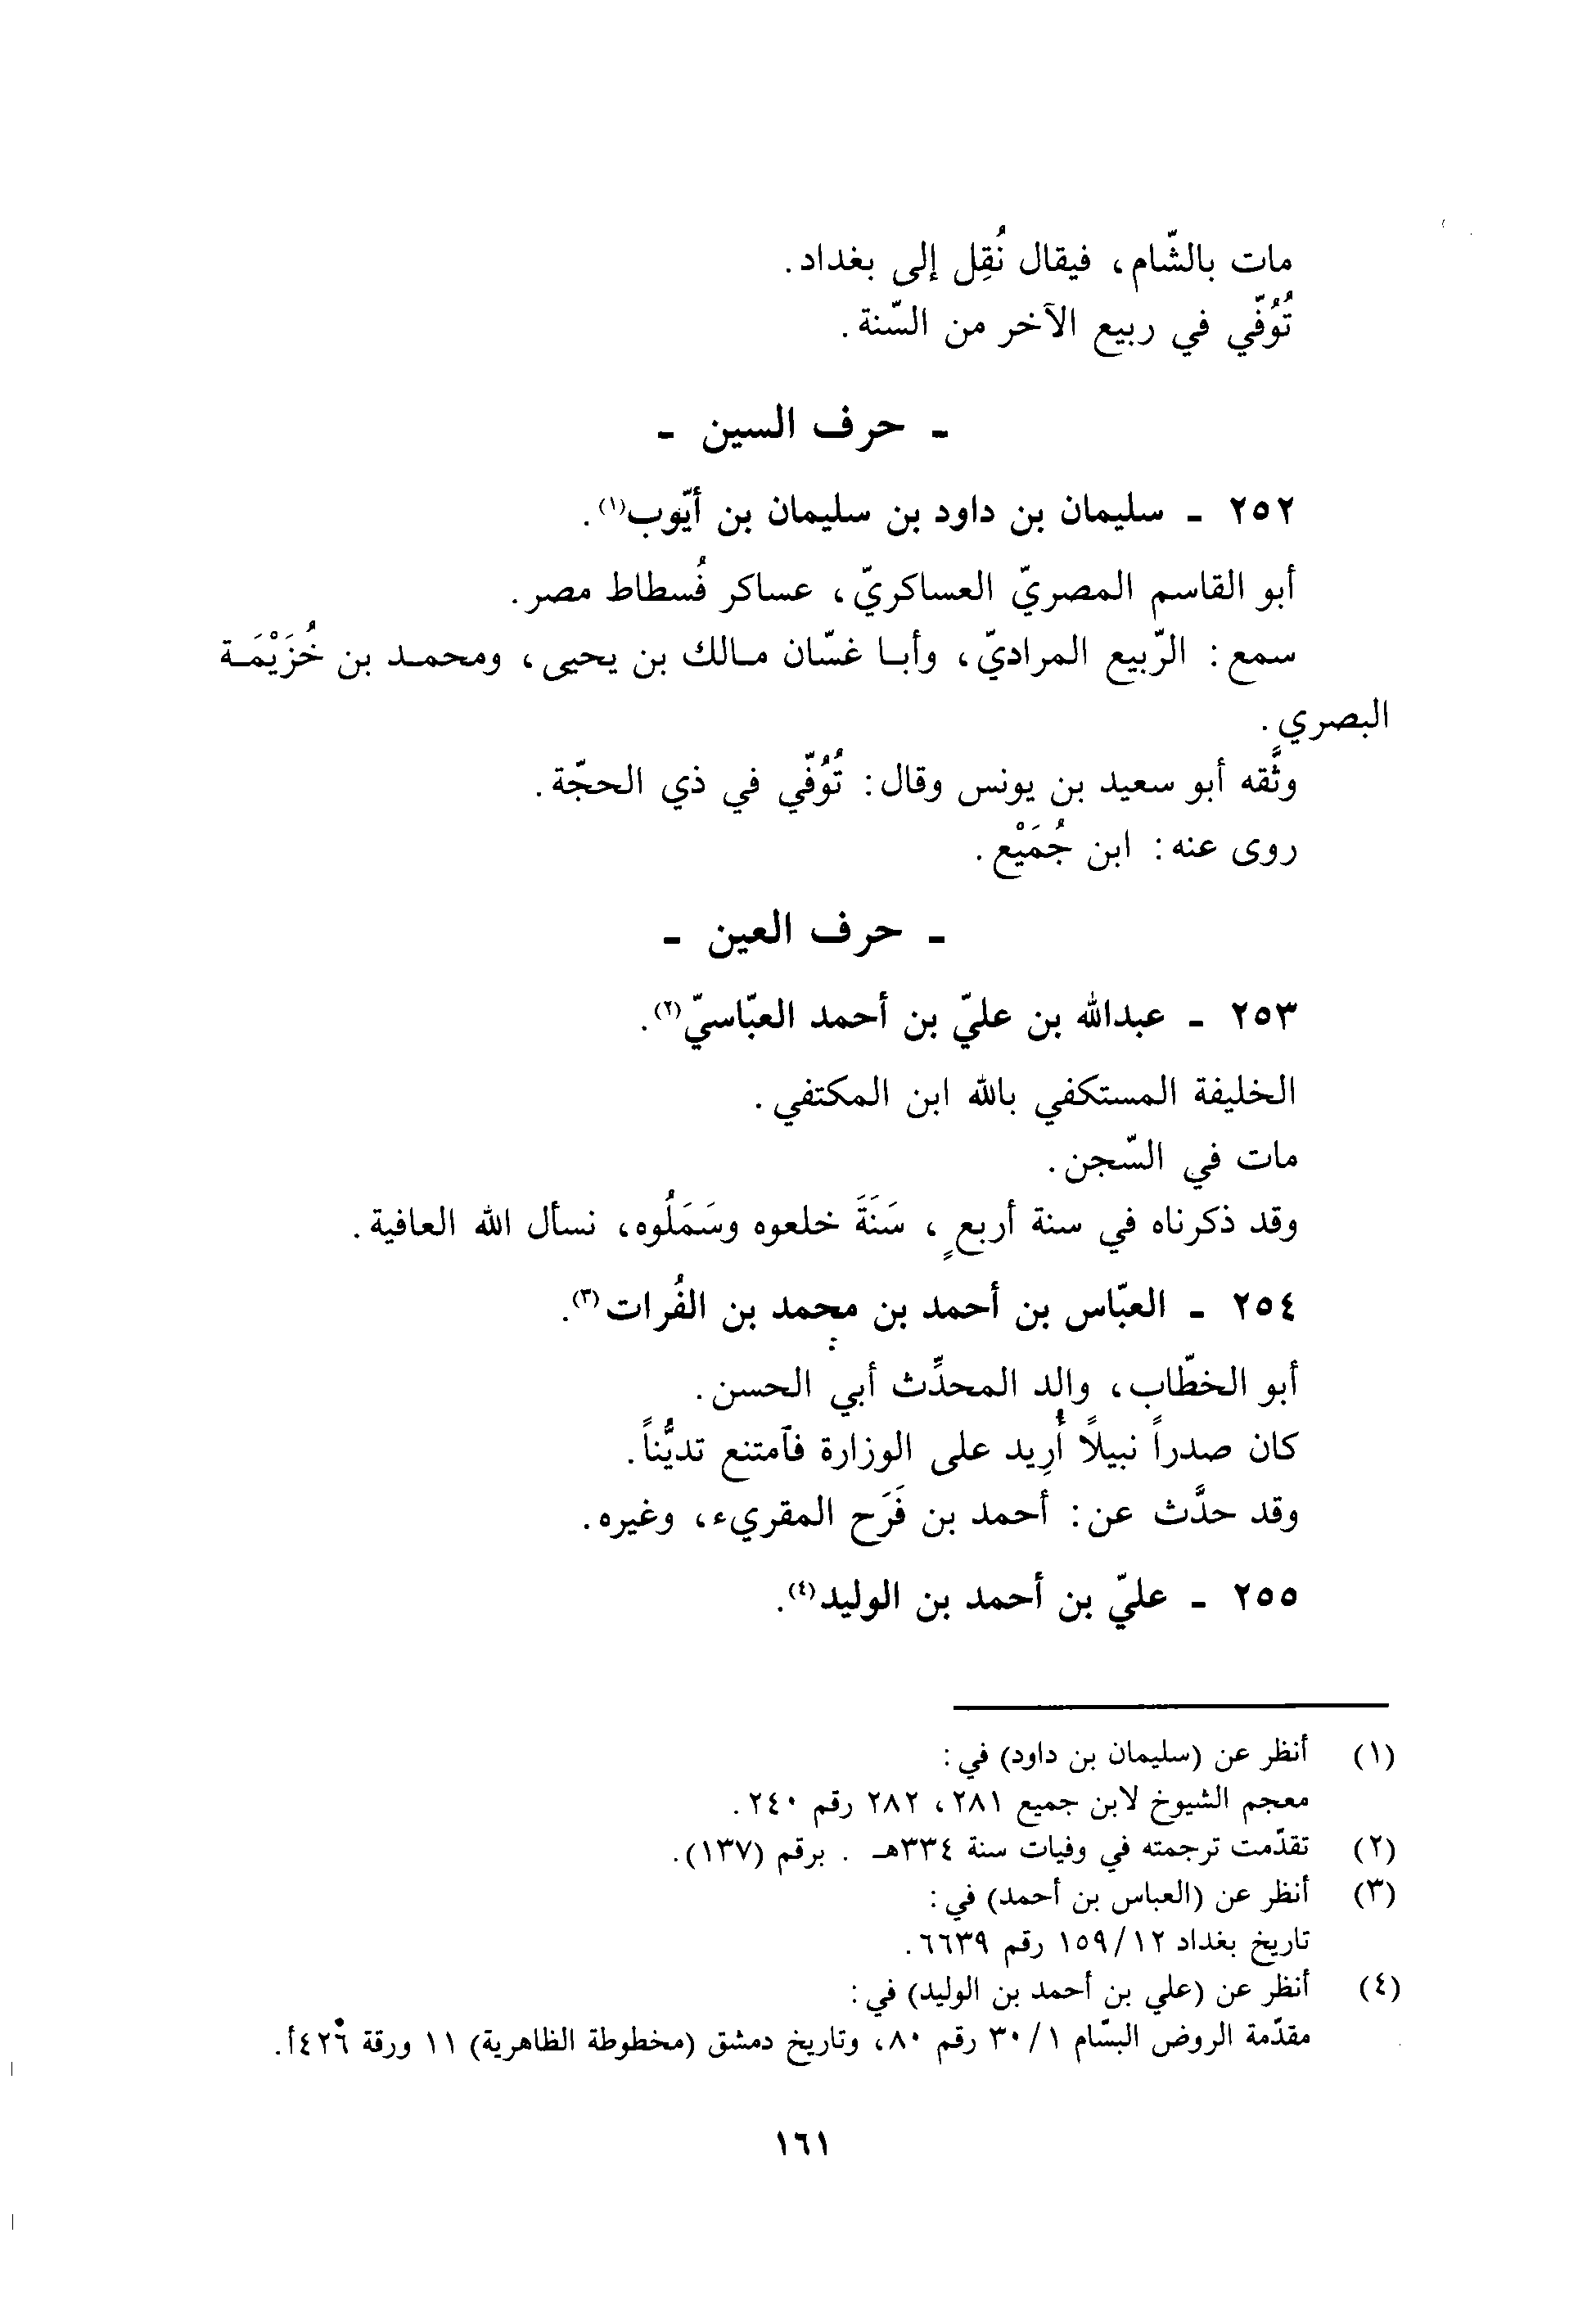 مات بالشّام، فيقال نُقِل إلى بغداد.
تُوُفّي في ربيع الآخر من السّنة.
ـ حرف السين ـ
٢٥٢ ـ سليمان بن داود بن سليمان بن أيّوب(١).
أبو القاسم المصريّ العساكريّ، عساكر فُسطاط مصر.
سمع: الرّبيع المراديّ، وأبا غسّان مالك بن يحيى، ومحمد بن خُزَيْمَة
البصري.
وثَّقه أبو سعيد بن يونس وقال: تُوُفّي في ذي الحجّة.
روى عنه: ابن جُمَيْع.
ـ حرف العين ـ
٢٥٣ ـ عبدالله بن عليّ بن أحمد العبّاسيّ(٢).
الخليفة المستكفي بالله ابن المكتفي.
مات في السّجن.
وقد ذكرناه في سنة أربعٍ، سَنَةَ خلعوه وسَمَلُوه، نسأل الله العافية.
٢٥٤ ـ العبّاس بن أحمد بن محمد بن الفُرات(٣).
أبو الخطّاب، والد المحدِّث أبي الحسن.
كان صدراً نبيلاً أُرِيد على الوزارة فٱمتنع تديُّناً.
وقد حدَّث عن: أحمد بن فَرَح المقريء، وغيره.
٢٥٥ ـ عليّ بن أحمد بن الوليد(٤).
(١) أنظر عن (سليمان بن داود) في:
معجم الشيوخ لابن جميع ٢٨١، ٢٨٢ رقم ٢٤٠.
(٢) تقدّمت ترجمته في وفيات سنة ٣٣٤هـ . برقم (١٣٧).
(٣) أنظر عن (العباس بن أحمد) في:
تاريخ بغداد ١٢/١٥٩ رقم ٦٦٣٩.
(٤) أنظر عن (علي بن أحمد بن الوليد) في:
مقدّمة الروض البسّام ١/٣٠ رقم ٨٠، وتاريخ دمشق (مخطوطة الظاهرية) ١١ ورقة ٤٢٦أ.
١٦١